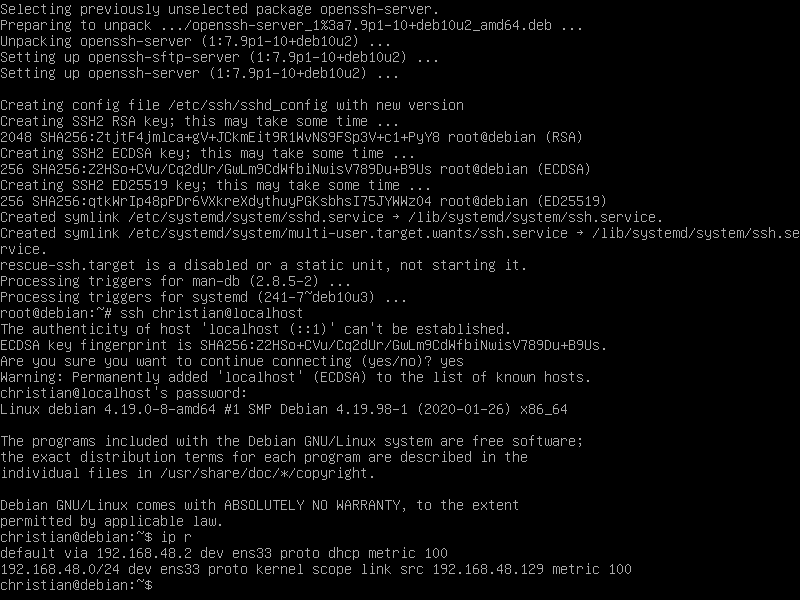 Selecting previously unselected package openssh-server.
Preparing to unpack .../openssh-server_1%3a7.9p1-10+deb10u2_amd64.deb ...
Unpacking openssh-server (1:7.9p1-10+deb10u2) ...
Setting up openssh-sftp-server (1:7.9p1-10+deb10u2) ...
Setting up openssh-server (1:7.9p1-10+deb10u2) ...
Creating config file /etc/ssh/sshd_config with new version
Creating SSH2 RSA key; this may take some time ...
2048 SHA256:ZtjtF4jmlca+gV+JCkmEit9R1WvNS9FSp3V+c1+PyY8 root@debian (RSA)
Creating SSH2 ECDSA key; this may take some time ...
256 SHA256:Z2HSo+CVu/Cq2dUr/GwLm9CdWfbiNwisV789Du+B9Us root@debian (ECDSA)
Creating SSH2 ED25519 key; this may take some time ...
256 SHA256:qtkWrIp48pPDr6VXkreXdythuyPGKsbhsI75JYWWz04 root@debian (ED25519)
Created symlink /etc/systemd/system/sshd.service → /lib/systemd/system/ssh.service.
Created symlink /etc/systemd/system/multi-user.target.wants/ssh.service → /lib/systemd/system/ssh.se
rvice.
rescue-ssh.target is a disabled or a static unit, not starting it.
Processing triggers for man-db (2.8.5-2) ...
Processing triggers for systemd (241-7~deb10u3) ...
root@debian:~# ssh christian@localhost
The authenticity of host 'localhost (::1)' can't be established.
ECDSA key fingerprint is SHA256:Z2HSo+CVu/Cq2dUr/GwLm9CdWfbiNwisV789Du+B9Us.
Are you sure you want to continue connecting (yes/no)? yes
Warning: Permanently added 'localhost' (ECDSA) to the list of known hosts.
christian@localhost's password:
Linux debian 4.19.0-8-amd64 #1 SMP Debian 4.19.98-1 (2020-01-26) x86_64
The programs included with the Debian GNU/Linux system are free software;
the exact distribution terms for each program are described in the
individual files in /usr/share/doc/*/copyright.
Debian GNU/Linux comes with ABSOLUTELY NO WARRANTY, to the extent
permitted by applicable law.
christian@debian:~$ ip r
default via 192.168.48.2 dev ens33 proto dhcp metric 100
192.168.48.0/24 dev ens33 proto kernel scope link src 192.168.48.129 metric 100
christian@debian:~$